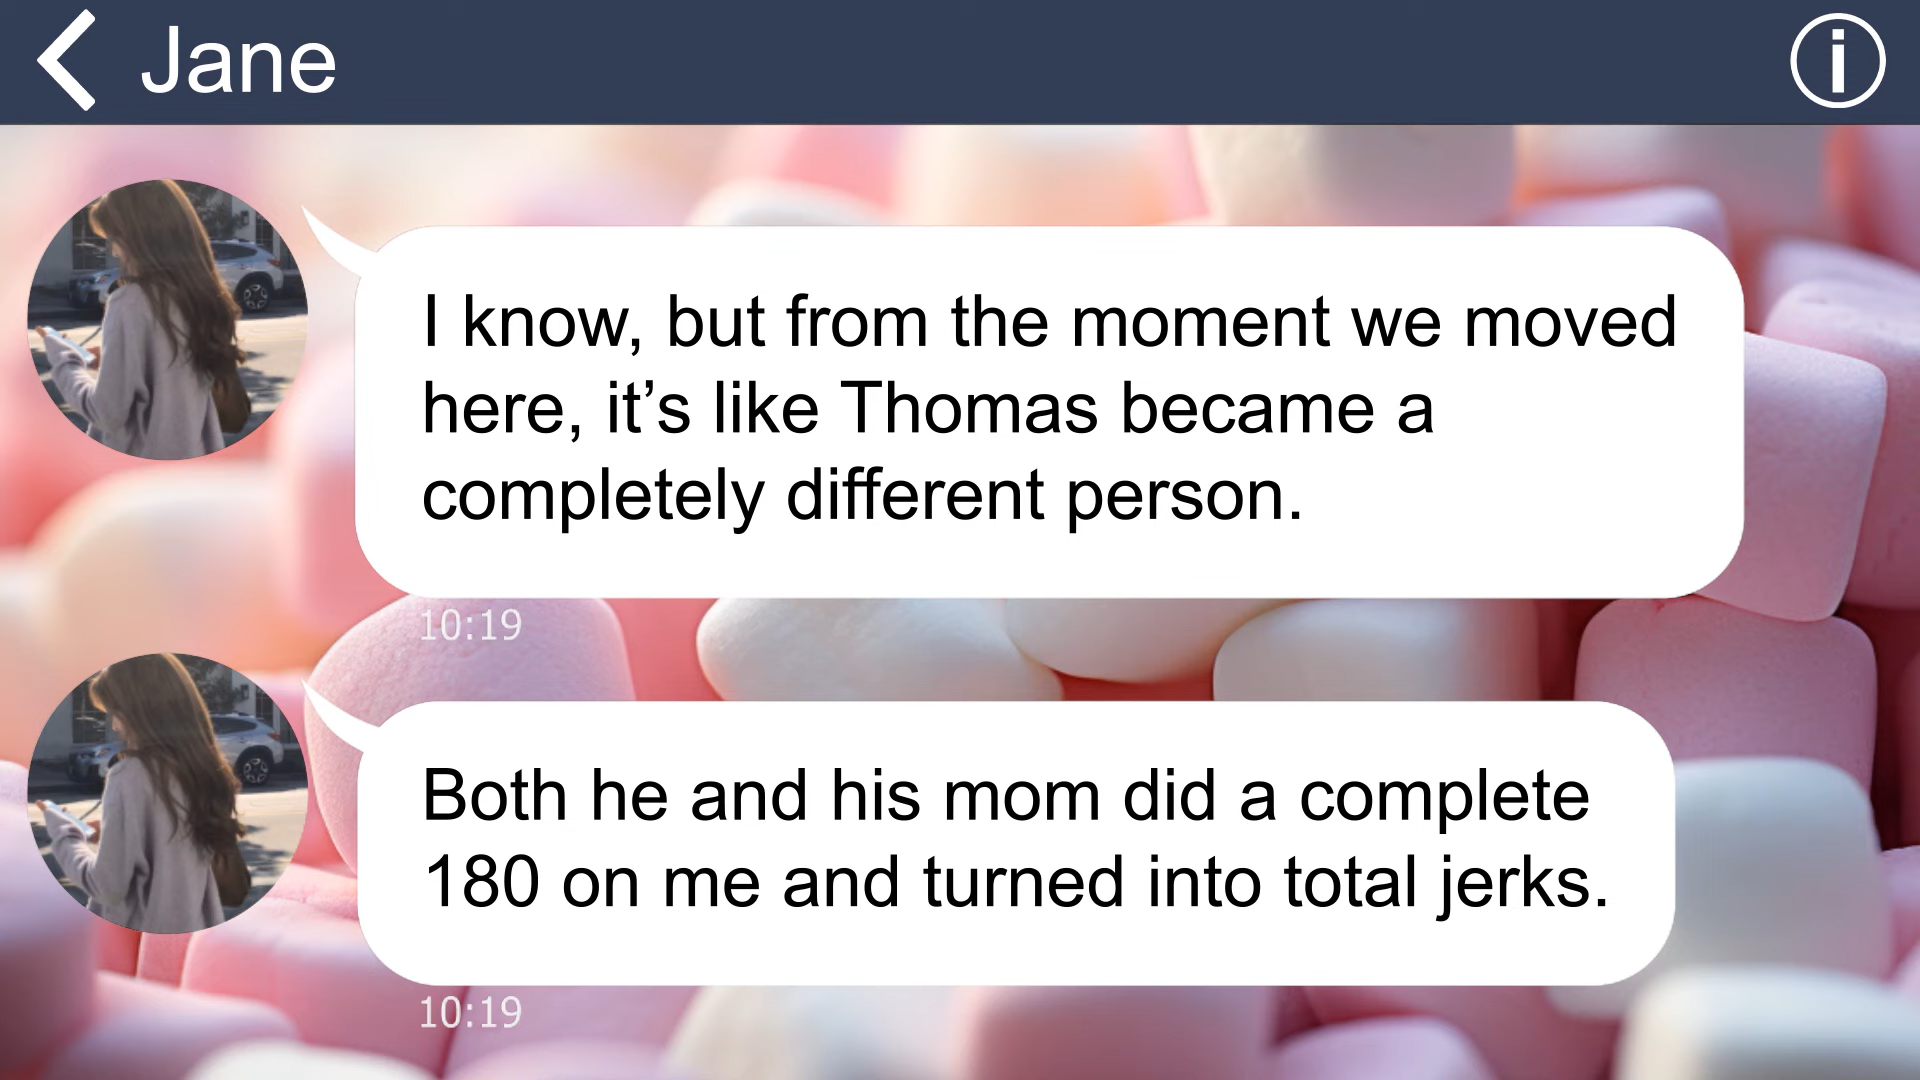 Jane
I know, but from the moment we moved
here, it’s like Thomas became a
completely different person.
10:19
Both he and his mom did a complete
180 on me and turned into total jerks.
10:19